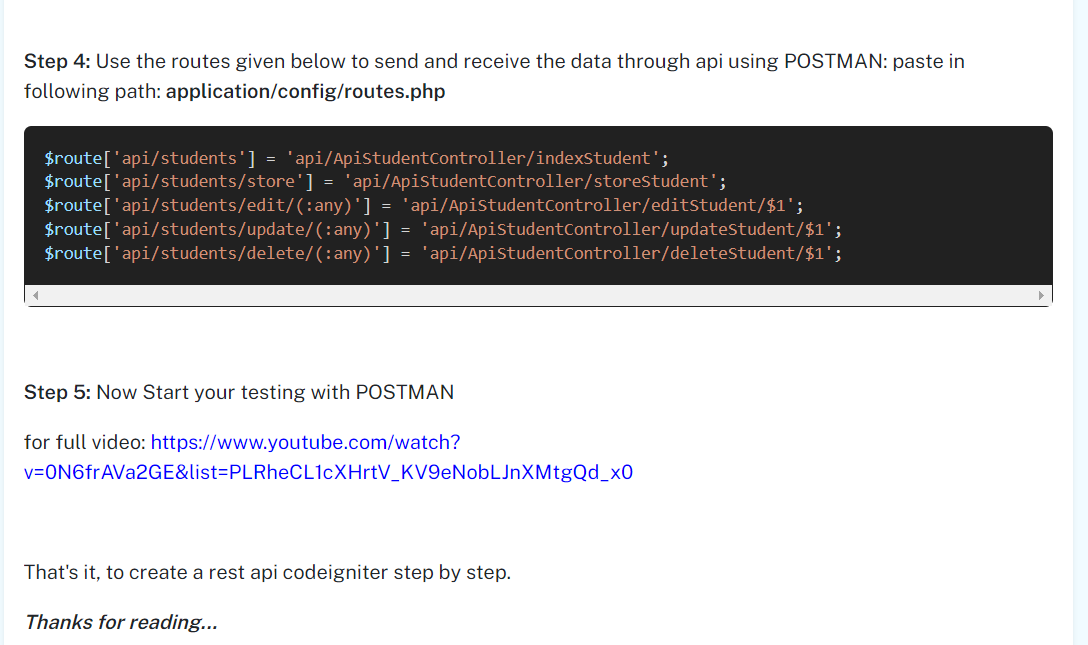 Step 4: Use the routes given below to send and receive the data through api using POSTMAN: paste in
following path: application/config/routes.php
$route['api/students'] = 'api/ApiStudentController/indexStudent';
$route['api/students/store'] = 'api/ApiStudentController/storeStudent';
$route['api/students/edit/(:any)'] = 'api/ApiStudentController/editStudent/$1';
$route['api/students/update/(:any)'] = 'api/ApiStudentController/updateStudent/$1';
$route['api/students/delete/(:any)'] = 'api/ApiStudentController/deleteStudent/$1';
Step 5: Now Start your testing with POSTMAN
for full video: https://www.youtube.com/watch?
v=0N6frAVa2GE&list=PLRheCL1cXHrtV_KV9eNobLJnXMtgQd_x0
That's it, to create a rest api codeigniter step by step.
Thanks for reading...